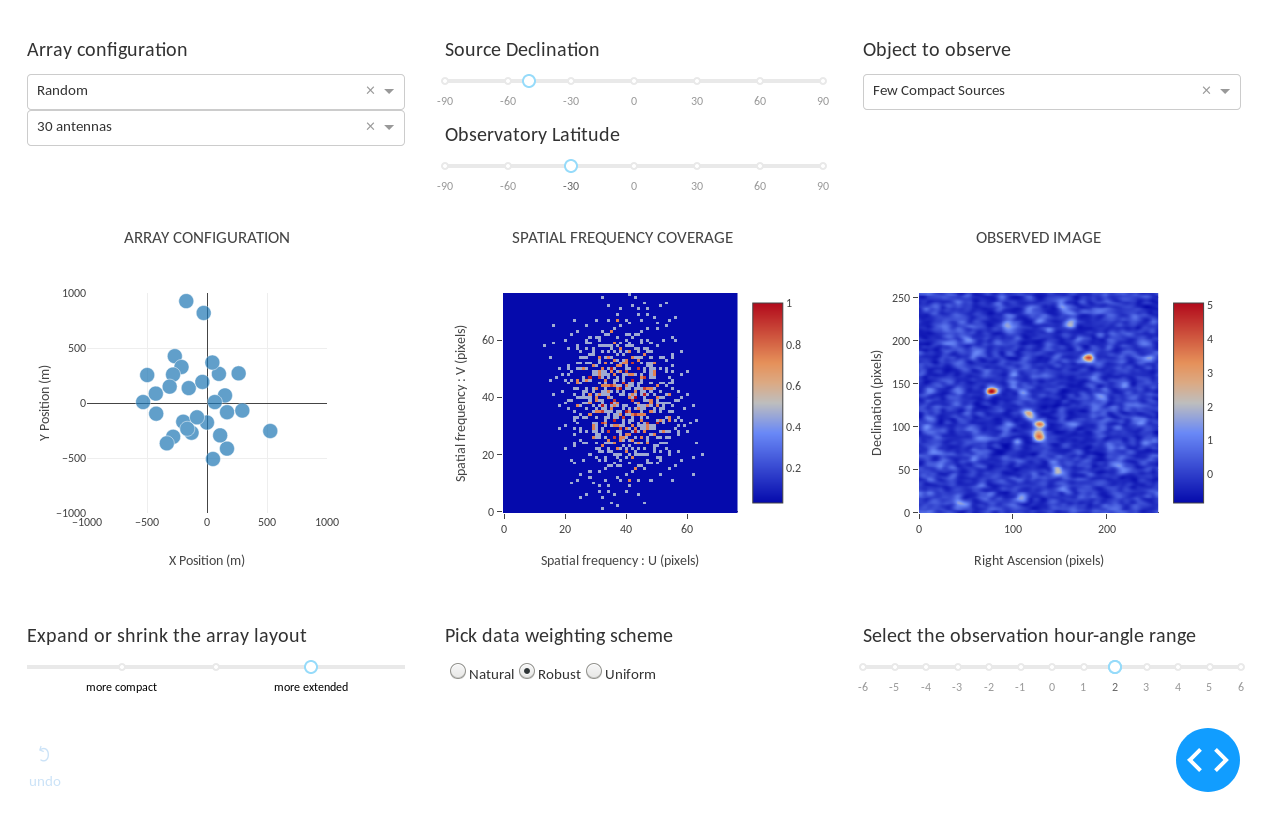 Array configuration
Random ×
30 antennas ×
Source Declination
-90 -60 -30 0 30 60 90
Observatory Latitude
-90 -60 -30 0 30 60 90
Object to observe
Few Compact Sources ×
ARRAY CONFIGURATION
1000
500
0
−500
−1000
−1000 −500 0 500 1000
Y Position (m)
X Position (m)
SPATIAL FREQUENCY COVERAGE
60
40
20
0
0 20 40 60
Spatial frequency : V (pixels)
Spatial frequency : U (pixels)
1
0.8
0.6
0.4
0.2
OBSERVED IMAGE
250
200
150
100
50
0
0 100 200
Declination (pixels)
Right Ascension (pixels)
5
4
3
2
1
0
Expand or shrink the array layout
more compact more extended
Pick data weighting scheme
Natural Robust Uniform
Select the observation hour-angle range
-6 -5 -4 -3 -2 -1 0 1 2 3 4 5 6
undo